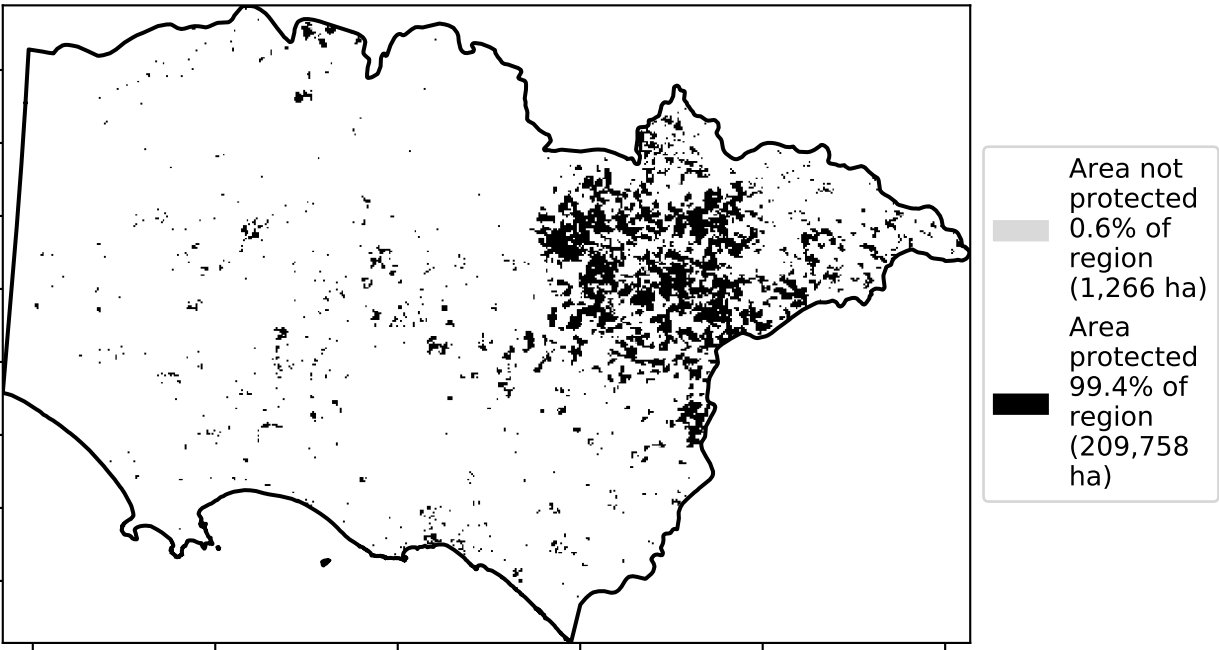 Area not
protected
0.6% of
region
(1,266 ha)
Area
protected
99.4% of
region
(209,758
ha)